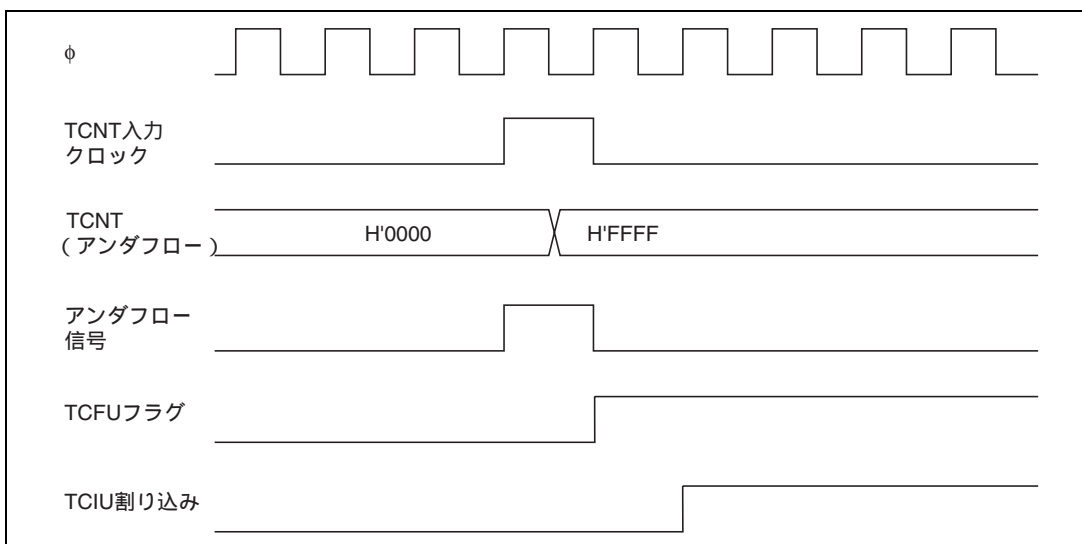 φ
TCNT入力
クロック
TCNT
(アンダフロー)
H'0000
H'FFFF
アンダフロー
信号
TCFUフラグ
TCIU割り込み